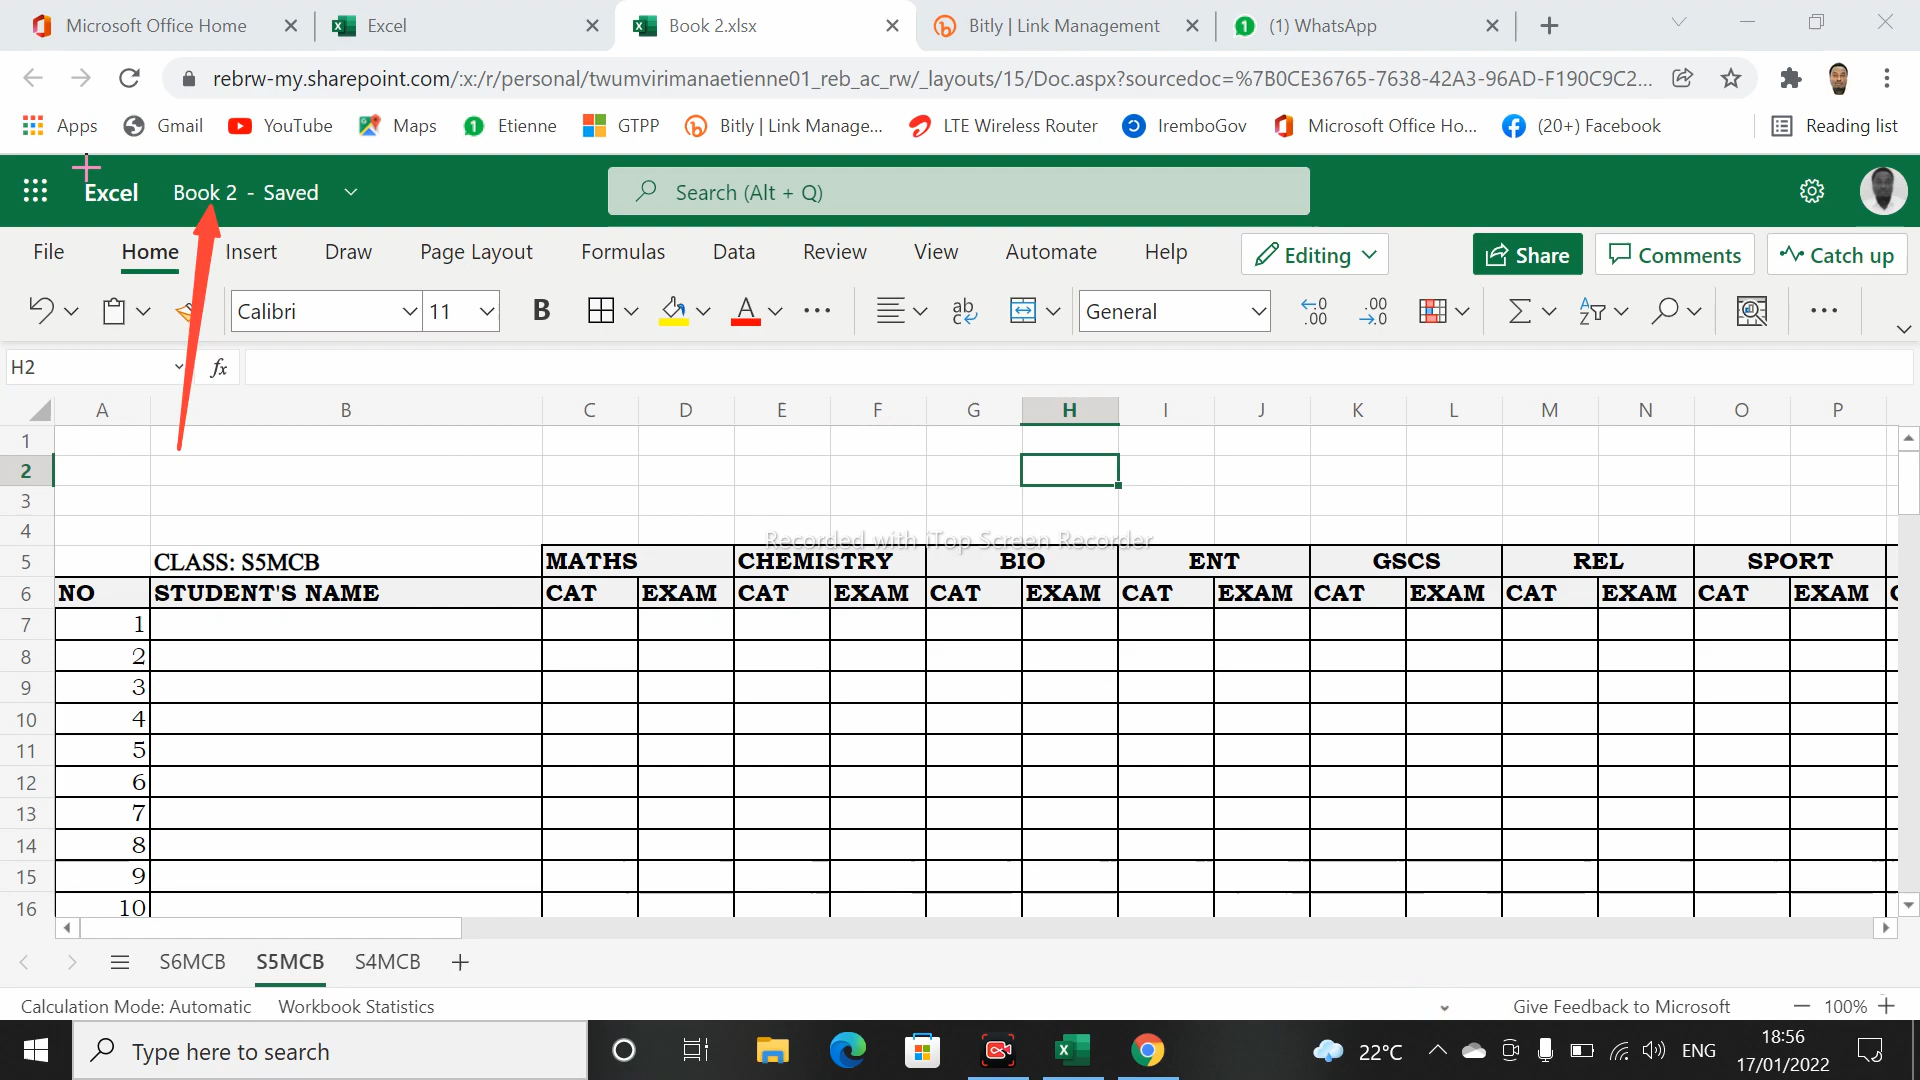 Microsoft Office Home
Excel
Book 2.xlsx
Bitly | Link Management
(1) WhatsApp
rebrw-my.sharepoint.com/:x:/r/personal/twumvirimanaetienne01_reb_ac_rw/_layouts/15/Doc.aspx?sourcedoc=%7B0CE36765-7638-42A3-96AD-F190C9C2...
Apps
Gmail
YouTube
Maps
Etienne
GTPP
Bitly | Link Manage...
LTE Wireless Router
IremboGov
Microsoft Office Ho...
(20+) Facebook
Reading list
Excel
Book 2 - Saved
Search (Alt + Q)
File Home Insert Draw Page Layout Formulas Data Review View Automate Help
Editing
Share
Comments
Catch up
Calibri
11
B
A
ab
General
.00
.00
H2
fx
A B C D E F G H I J K L M N O P
1
2
3
4
Recorded with iTop Screen Recorder
5 CLASS: S5MCB MATHS CHEMISTRY BIO ENT GSCS REL SPORT
6 NO STUDENT'S NAME CAT EXAM CAT EXAM CAT EXAM CAT EXAM CAT EXAM CAT EXAM CAT EXAM
7 1
8 2
9 3
10 4
11 5
12 6
13 7
14 8
15 9
16 10
S6MCB S5MCB S4MCB
Calculation Mode: Automatic Workbook Statistics
Give Feedback to Microsoft
100%
Type here to search
22°C
ENG
18:56
17/01/2022